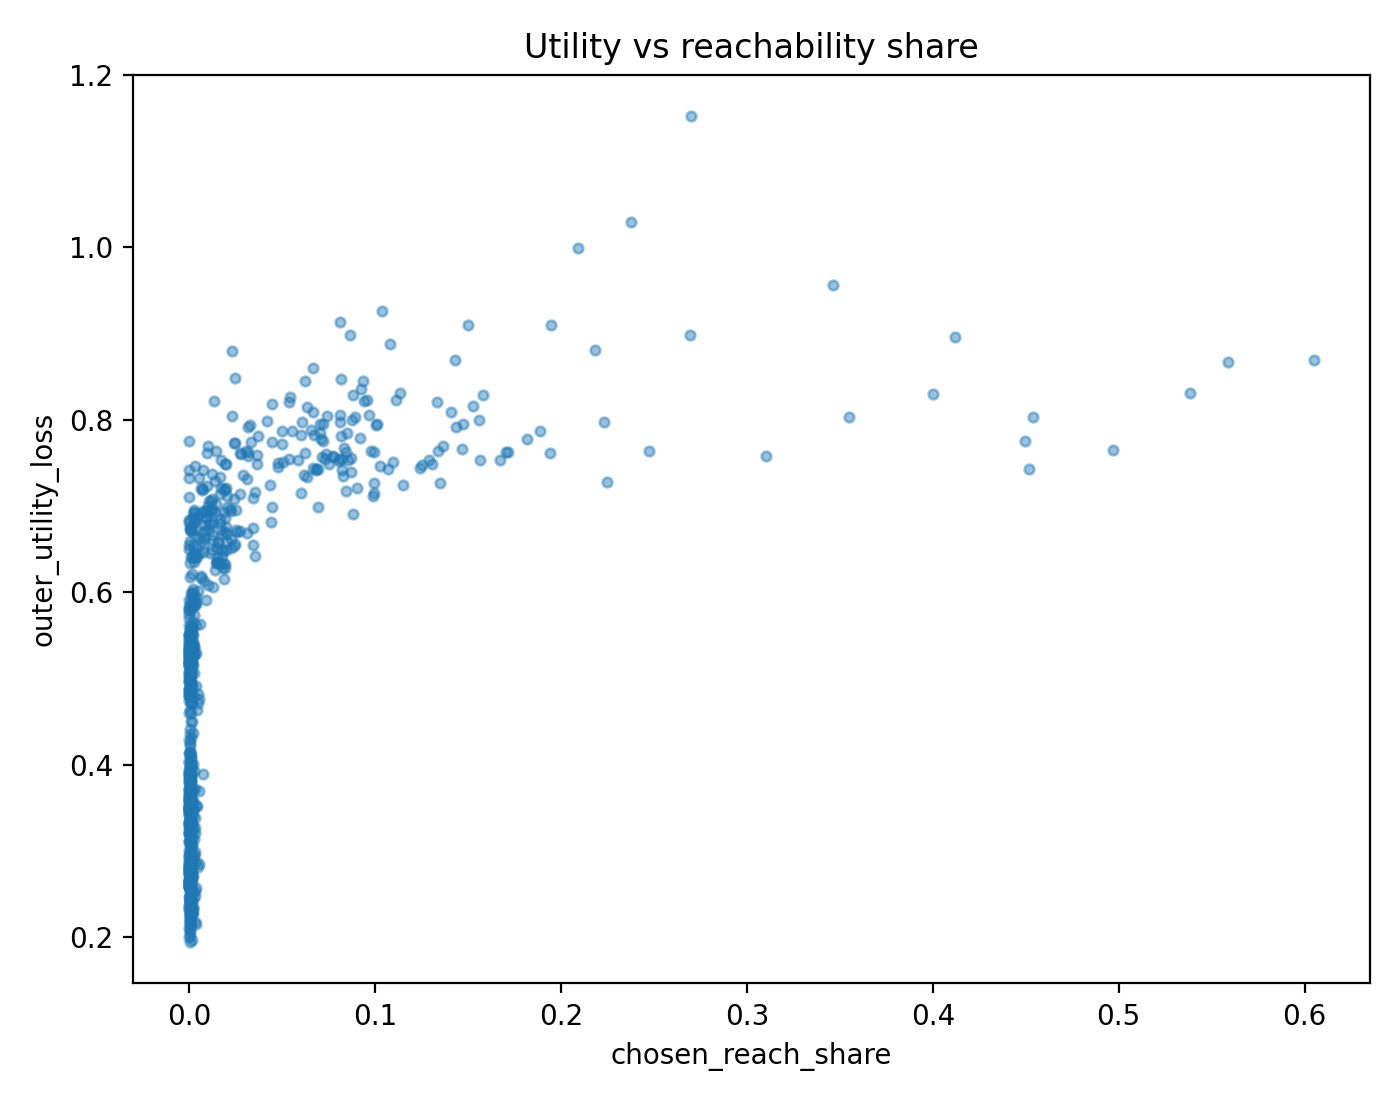 Utility vs reachability share
1.2
1.0
0.8
0.6
0.4
0.2
outer_utility_loss
0.0 0.1 0.2 0.3 0.4 0.5 0.6
chosen_reach_share